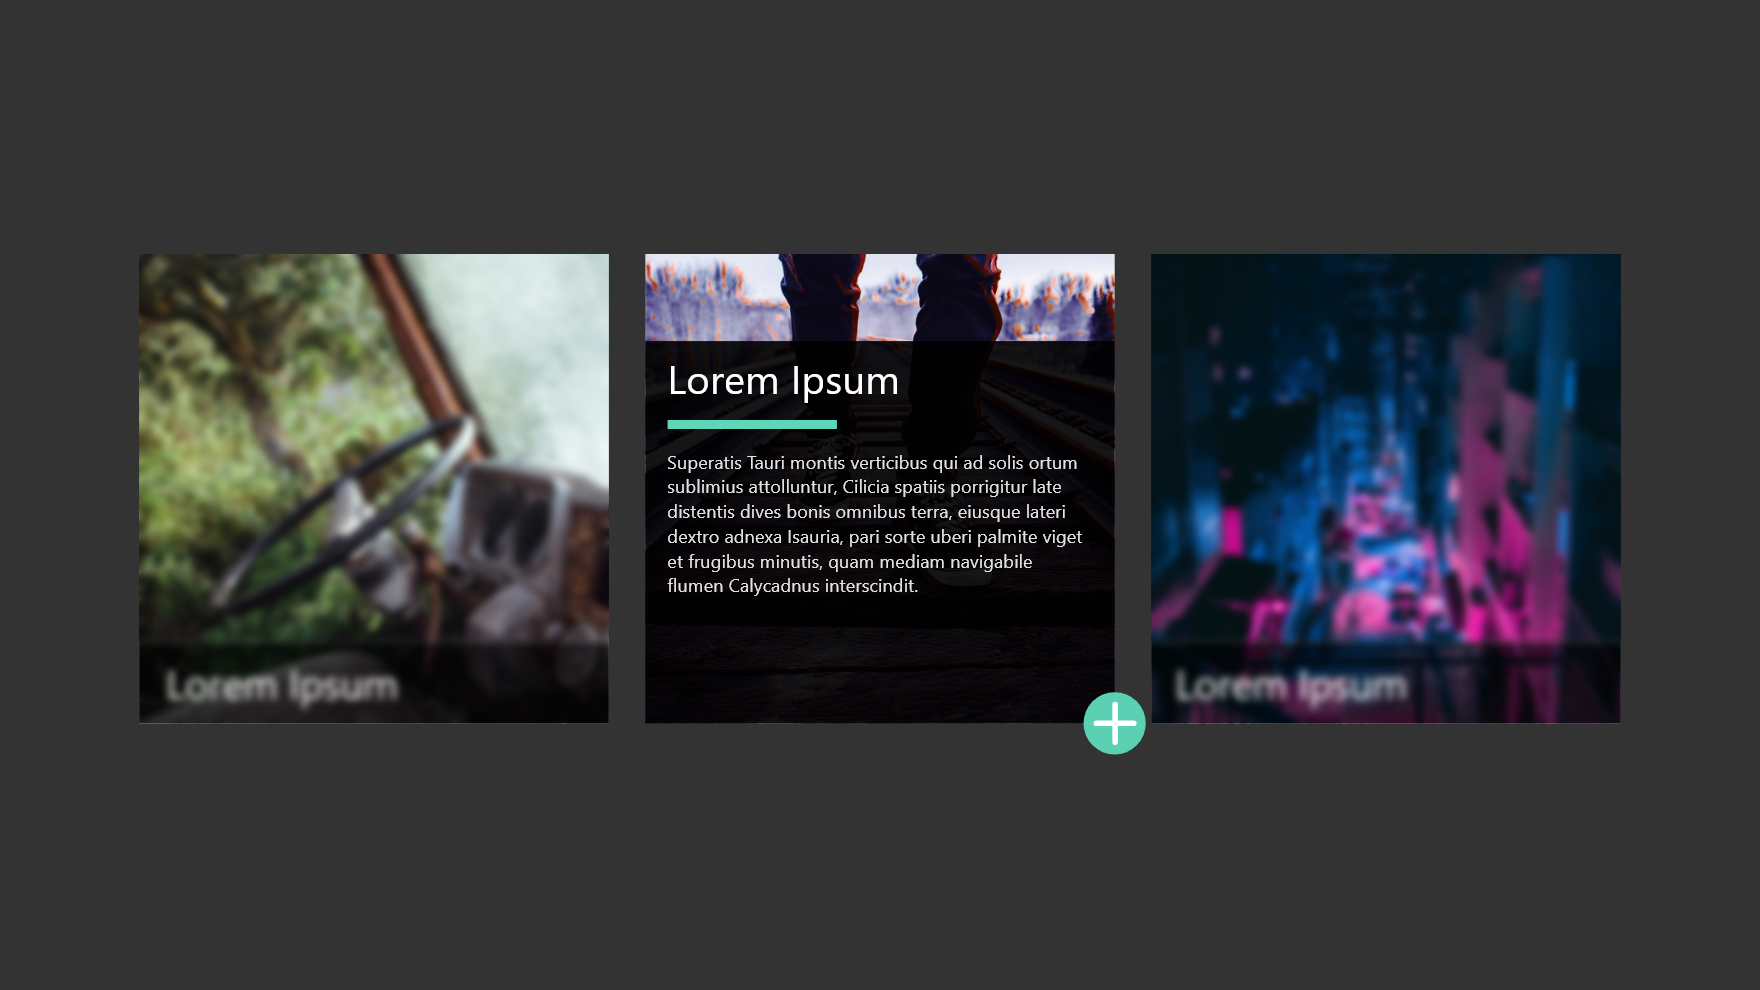 Lorem Ipsum
Superatis Tauri montis verticibus qui ad solis ortum
sublimius attolluntur, Cilicia spatiis porrigitur late
distentis dives bonis omnibus terra, eiusque lateri
dextro adnexa Isauria, pari sorte uberi palmite viget
et frugibus minutis, quam mediam navigabile
flumen Calycadnus interscindit.
Lorem Ipsum
Lorem Ipsum